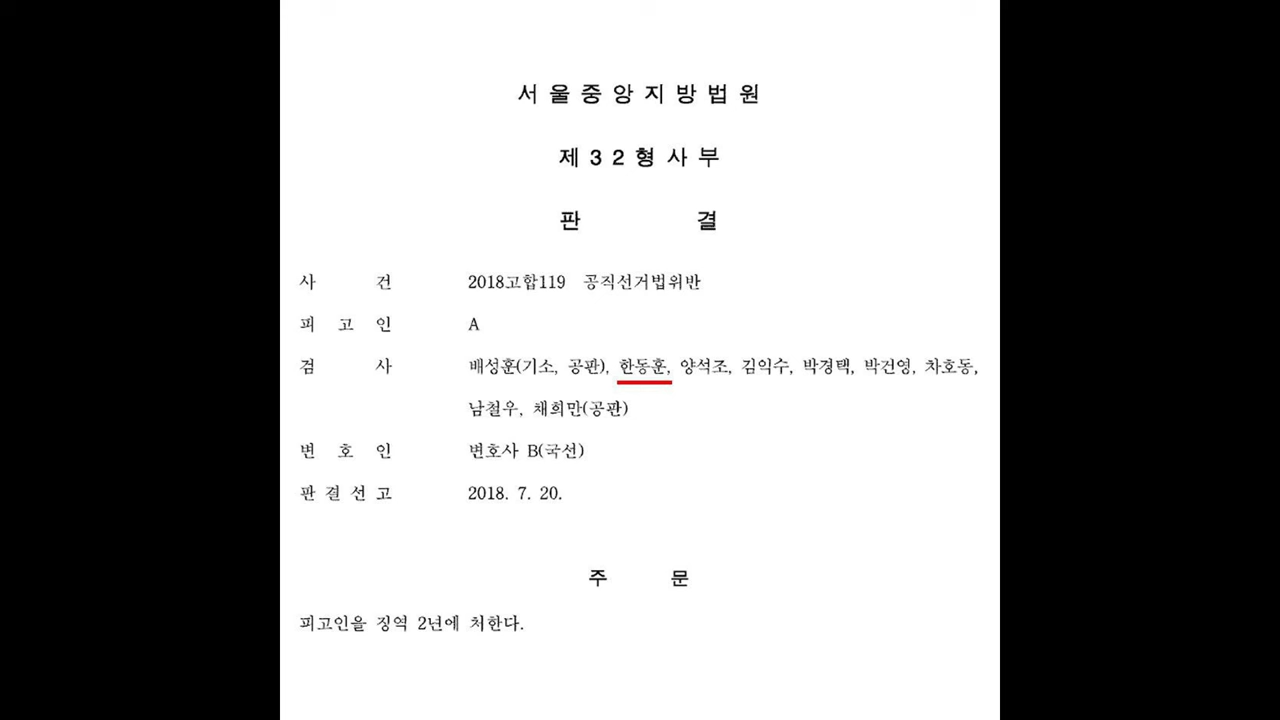 서울중앙지방법원
제32형사부
판 결
사 건 2018고합119 공직선거법위반
피 고 인 A
검 사 배성훈(기소, 공판), 한동훈, 양석조, 김익수, 박경택, 박건영, 차호동,
남철우, 채희만(공판)
변 호 인 변호사 B(국선)
판 결 선 고 2018. 7. 20.
주 문
피고인을 징역 2년에 처한다.